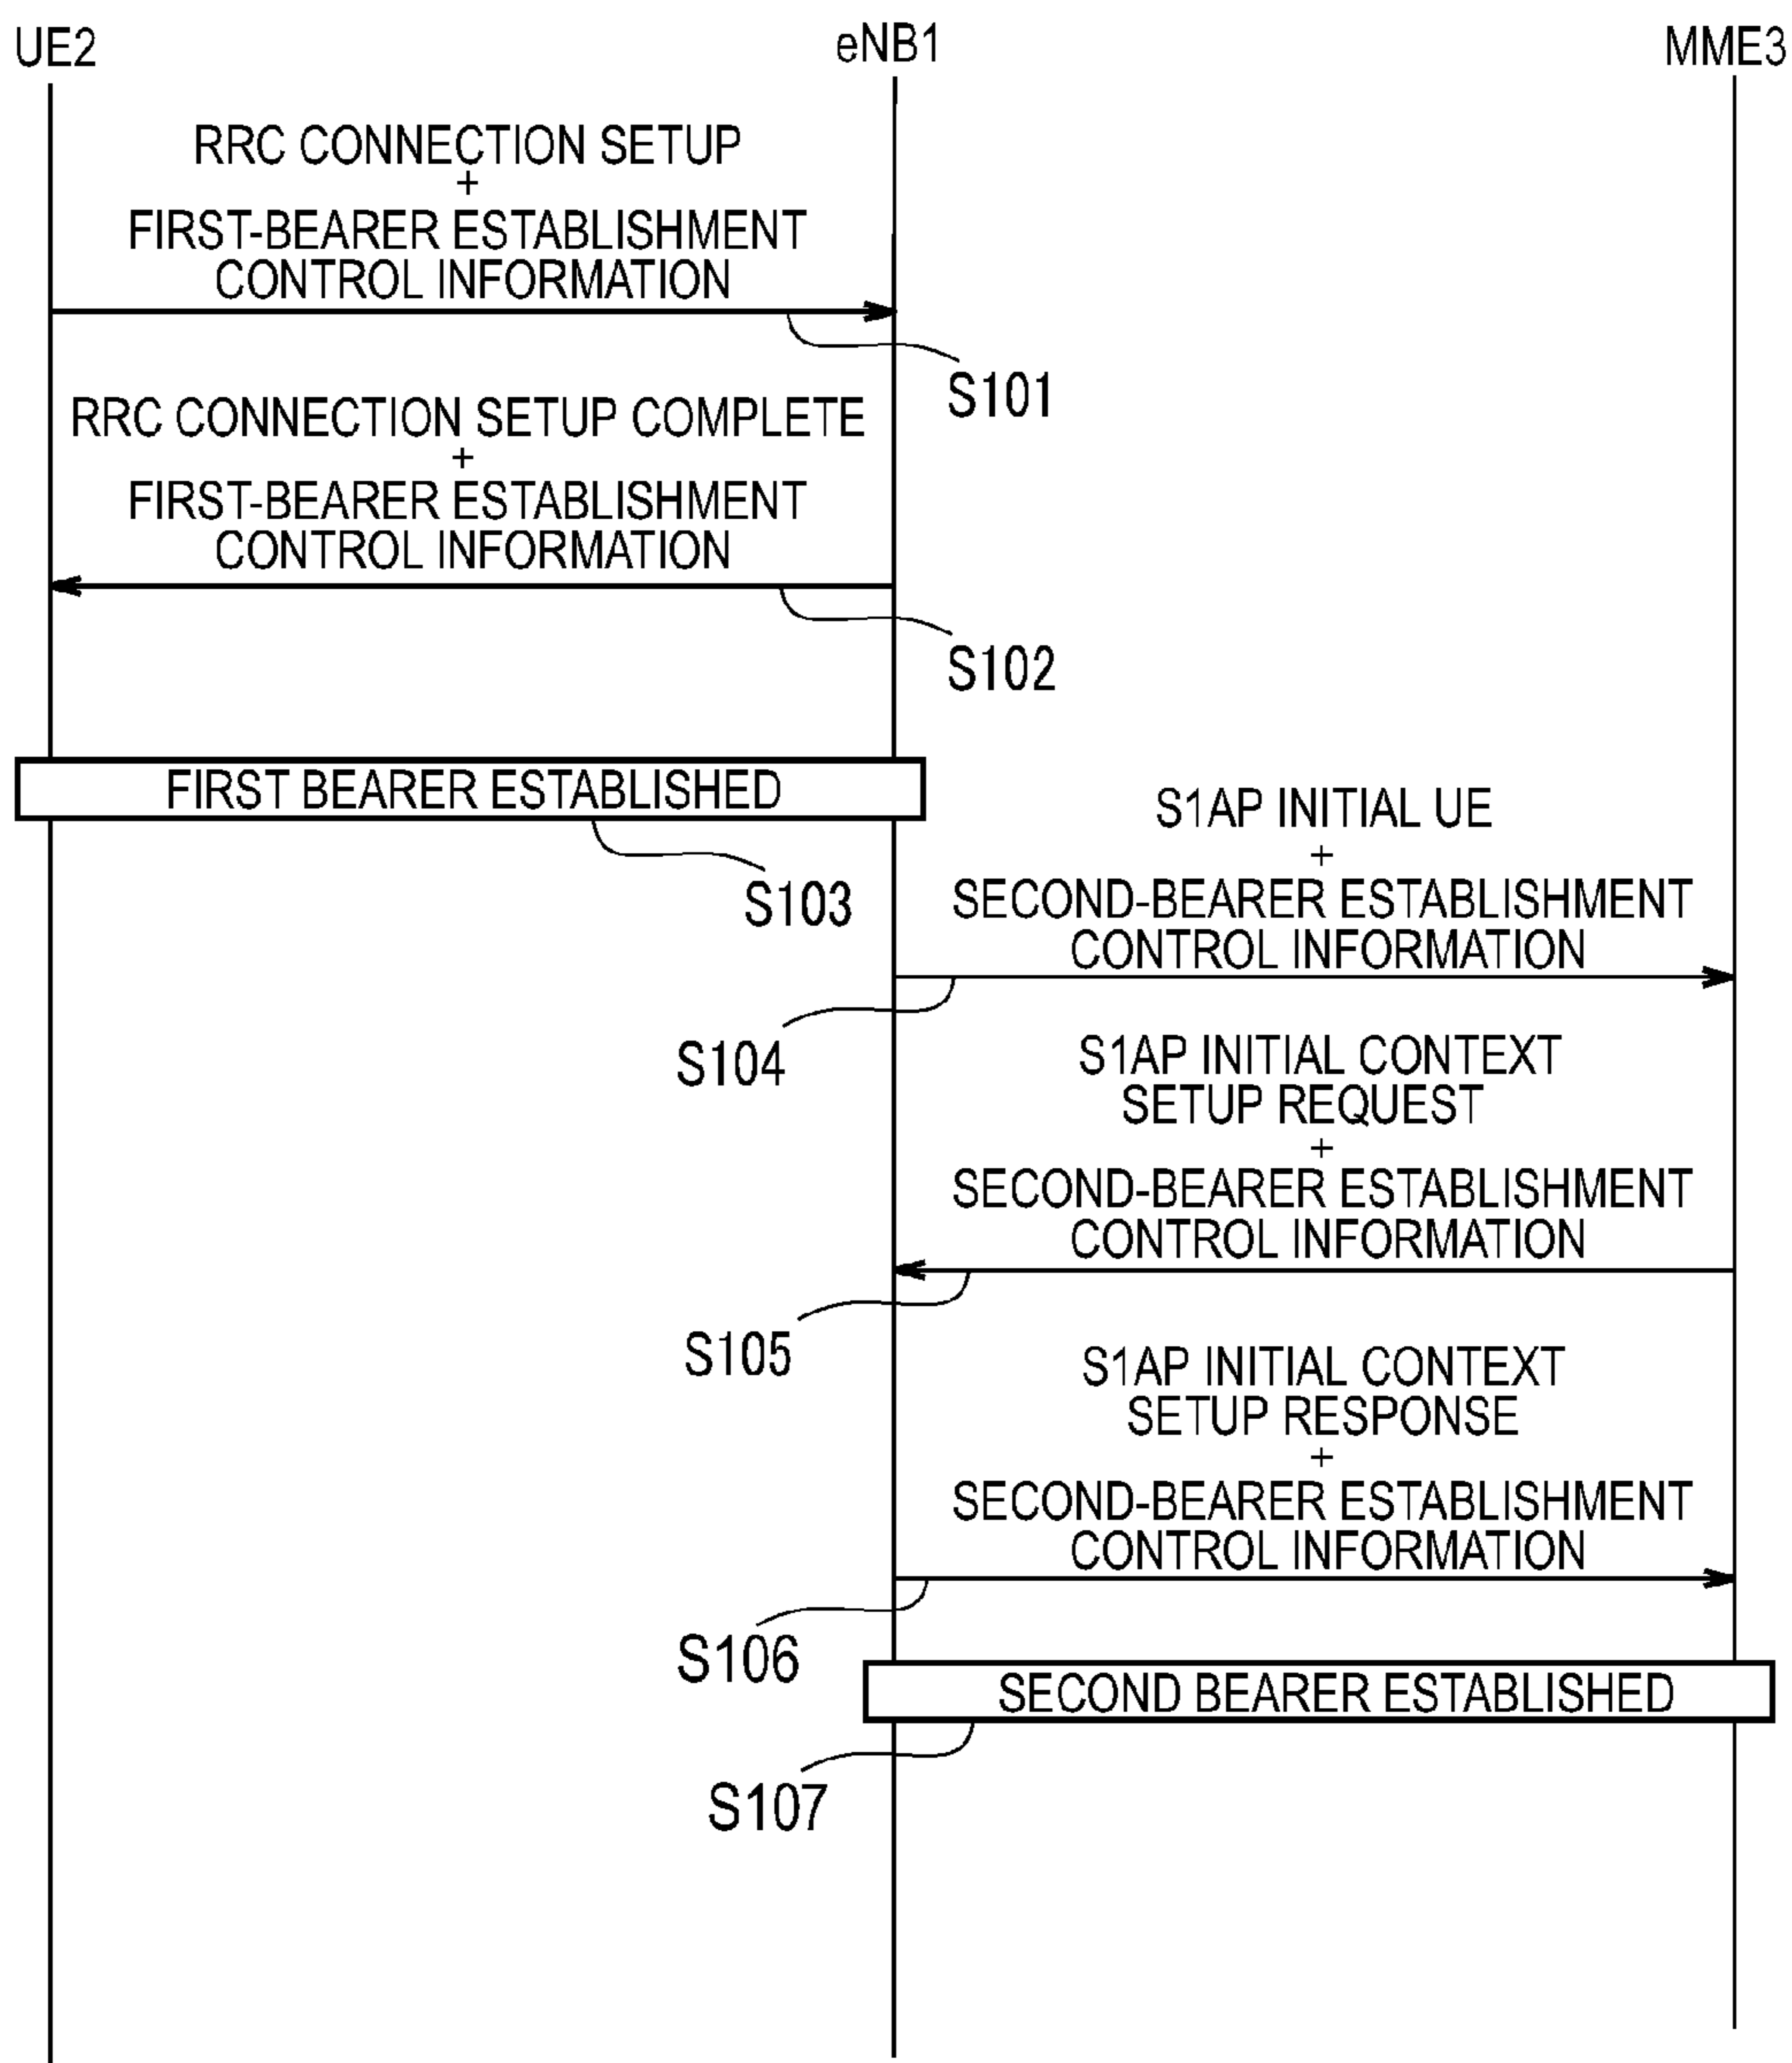 UE2
eNB1
MME3
RRC CONNECTION SETUP
+
FIRST-BEARER ESTABLISHMENT
CONTROL INFORMATION
S101
RRC CONNECTION SETUP COMPLETE
+
FIRST-BEARER ESTABLISHMENT
CONTROL INFORMATION
S102
FIRST BEARER ESTABLISHED
S103
S1AP INITIAL UE
+
SECOND-BEARER ESTABLISHMENT
CONTROL INFORMATION
S104
S1AP INITIAL CONTEXT
SETUP REQUEST
+
SECOND-BEARER ESTABLISHMENT
CONTROL INFORMATION
S105
S1AP INITIAL CONTEXT
SETUP RESPONSE
+
SECOND-BEARER ESTABLISHMENT
CONTROL INFORMATION
S106
SECOND BEARER ESTABLISHED
S107